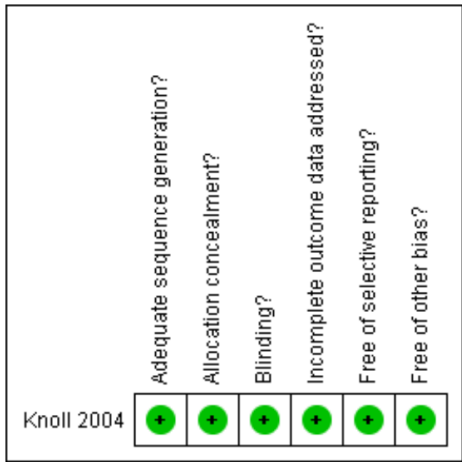 Adequate sequence generation?
Allocation concealment?
Blinding?
Incomplete outcome data addressed?
Free of selective reporting?
Free of other bias?
Knoll 2004 + + + + + +